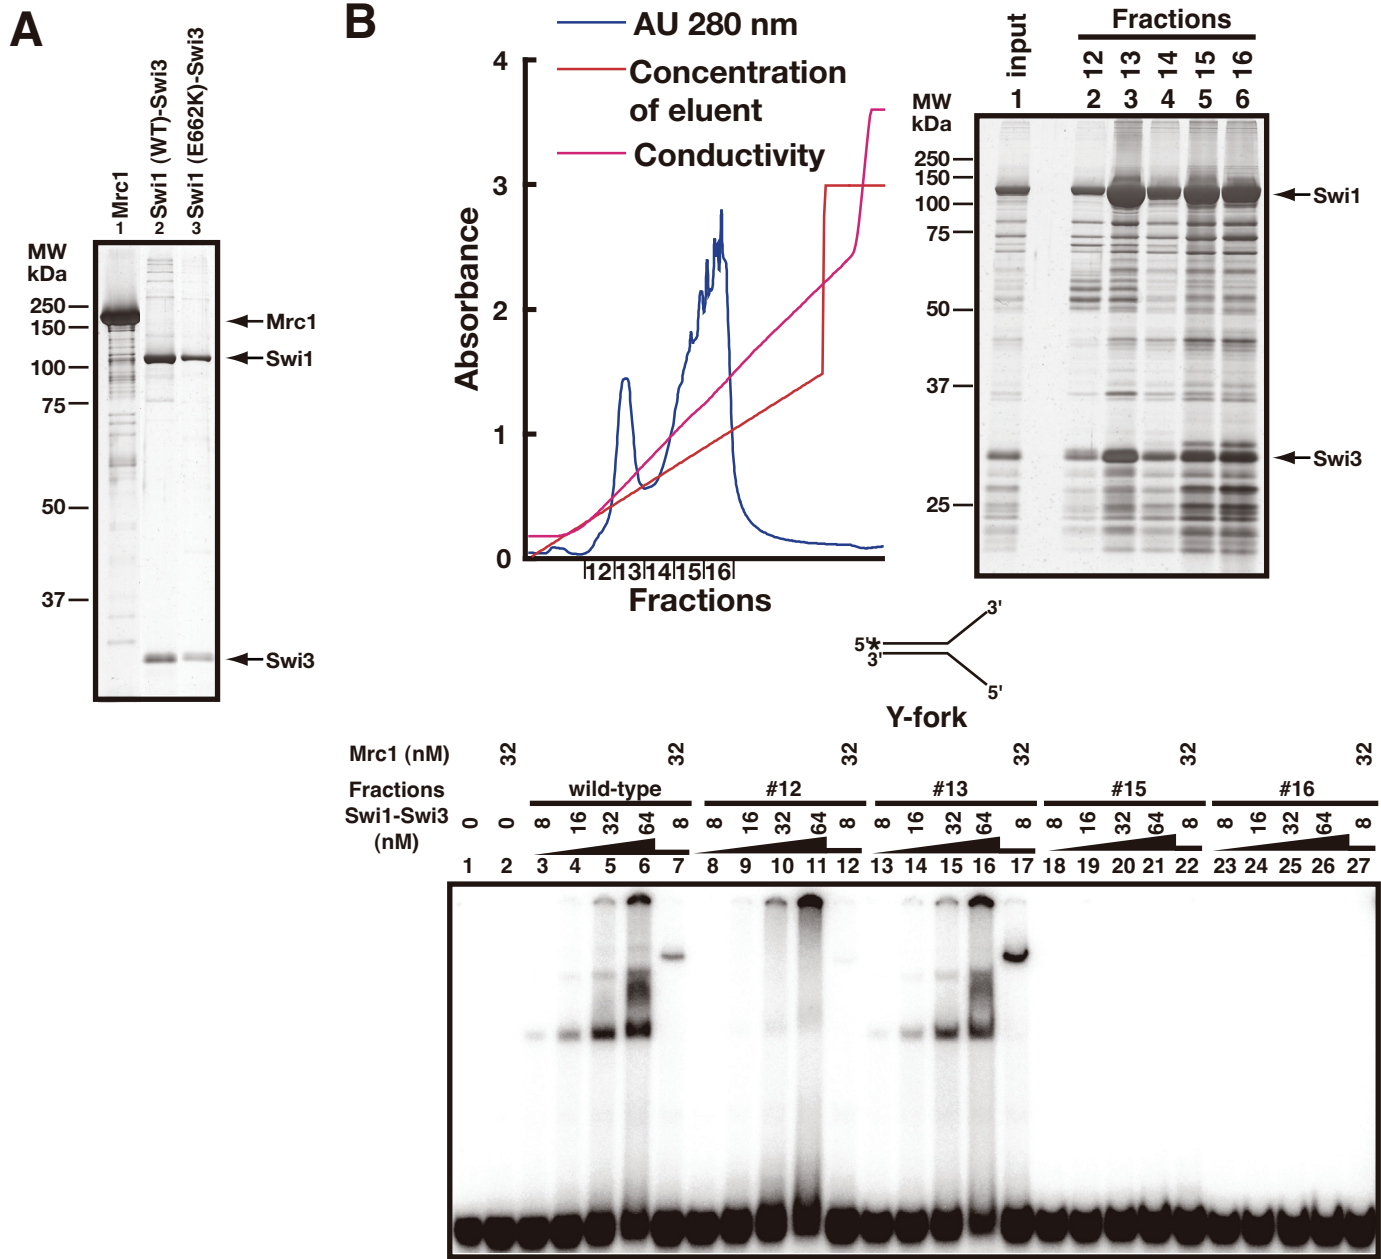 A
Mrc1
Swi1 (WT)-Swi3
Swi1 (E662K)-Swi3
1 2 3
MW
kDa
250
150
100
75
50
37
Mrc1
Swi1
Swi3
B
AU 280 nm
Concentration
of eluent
Conductivity
Absorbance
4
3
2
1
0
12 13 14 15 16
Fractions
Fractions
input 12 13 14 15 16
1 2 3 4 5 6
MW
kDa
250
150
100
75
50
37
25
Swi1
Swi3
3'
5'*
3'
5'
Y-fork
Mrc1 (nM) 32 32 32 32 32 32
Fractions wild-type #12 #13 #15 #16
Swi1-Swi3 0 0 8 16 32 64 8 8 16 32 64 8 8 16 32 64 8 8 16 32 64 8 8 16 32 64 8
(nM)
1 2 3 4 5 6 7 8 9 10 11 12 13 14 15 16 17 18 19 20 21 22 23 24 25 26 27